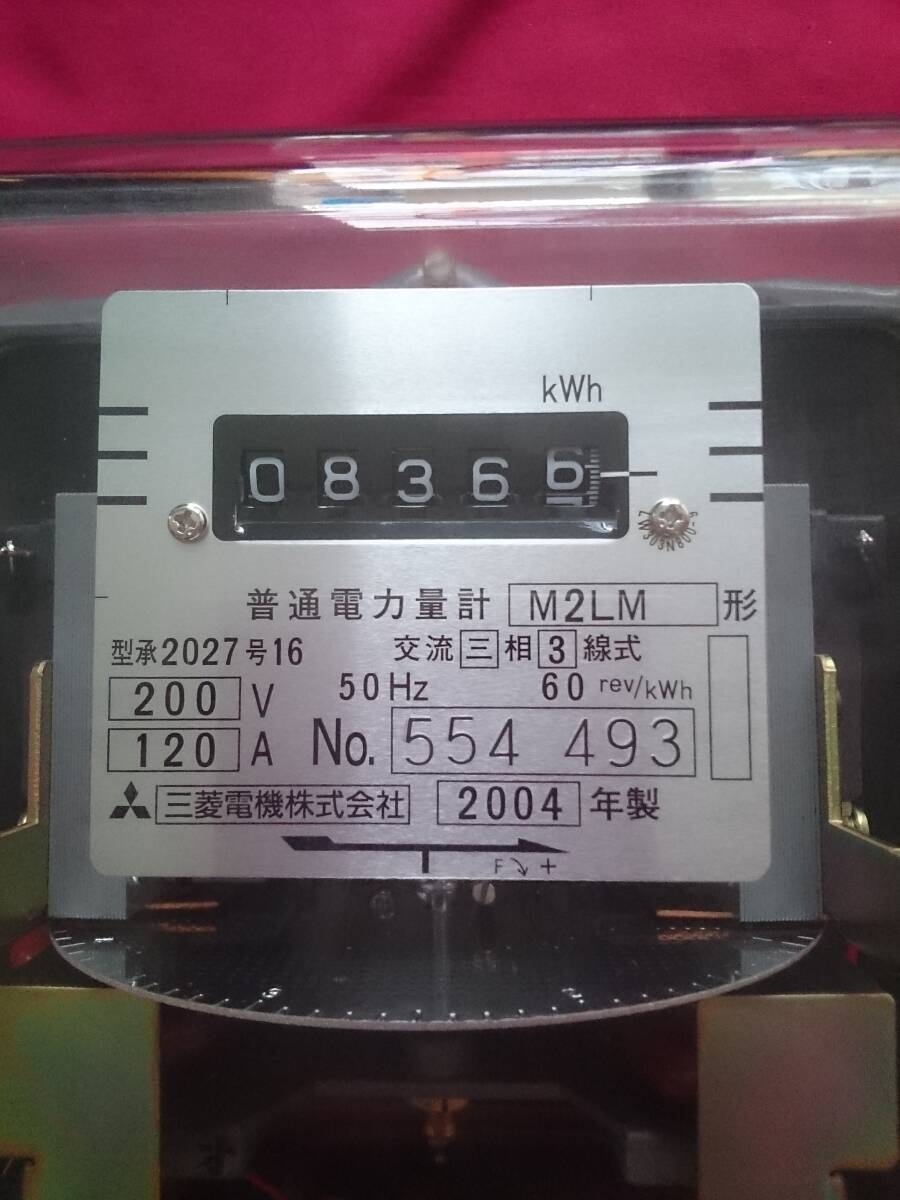 kWh
08366
普通電力量計 M2LM 形
型承2027号16 交流三相3線式
200 V 50Hz 60 rev/kWh
120 A No. 554 493
三菱電機株式会社 2004 年製
F +